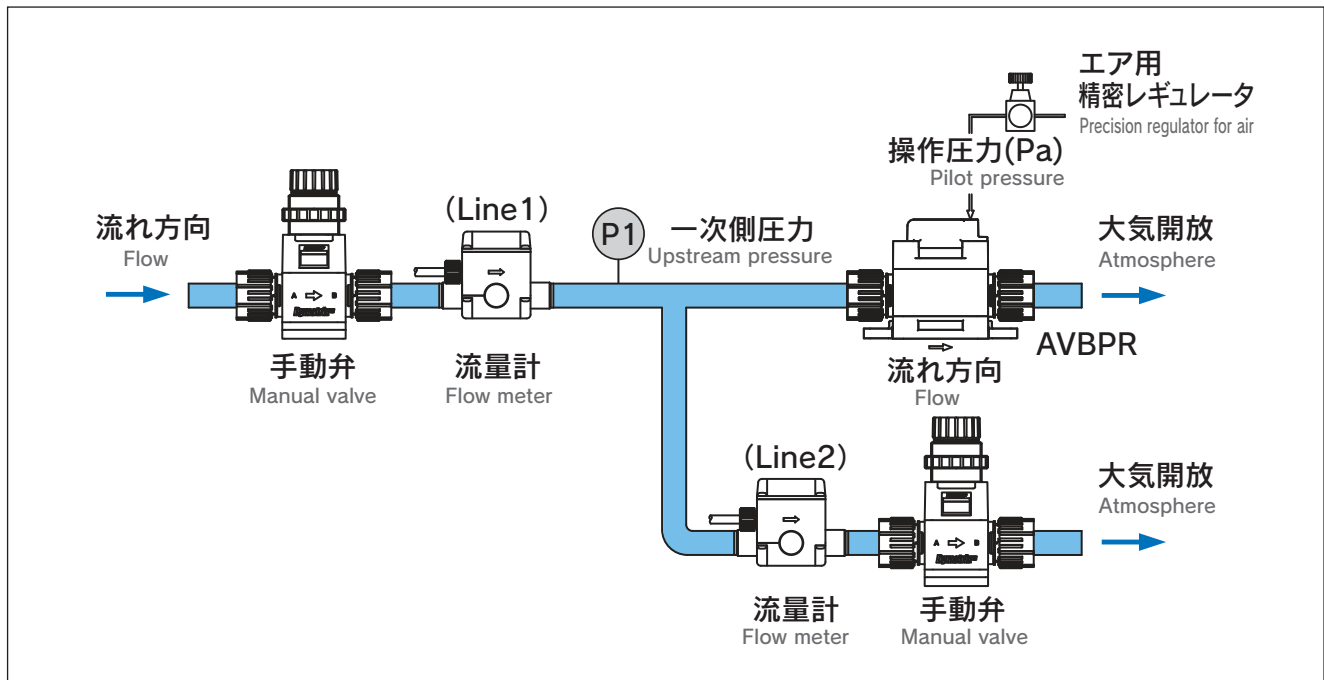 エア用
精密レギュレータ
Precision regulator for air
操作圧力(Pa)
Pilot pressure
流れ方向
Flow
(Line1)
P1
一次側圧力
Upstream pressure
大気開放
Atmosphere
A B
手動弁
Manual valve
流量計
Flow meter
AVBPR
流れ方向
Flow
(Line2)
大気開放
Atmosphere
A B
流量計
Flow meter
手動弁
Manual valve